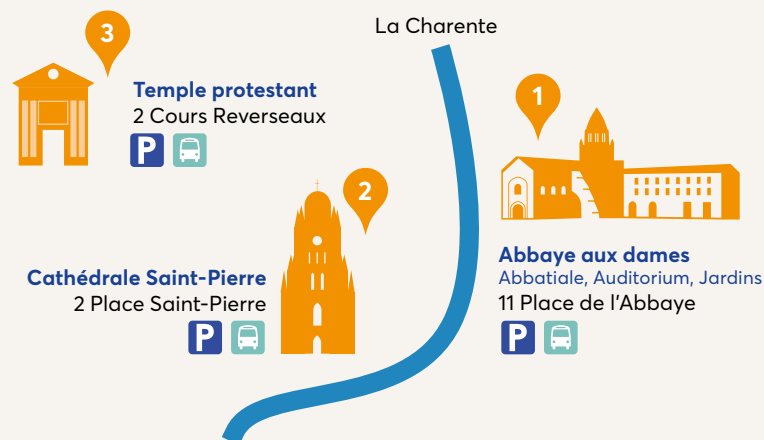 La Charente
3
Temple protestant
2 Cours Reverseaux
P
1
Abbaye aux dames
Abbatiale, Auditorium, Jardins
11 Place de l'Abbaye
P
2
Cathédrale Saint-Pierre
2 Place Saint-Pierre
P